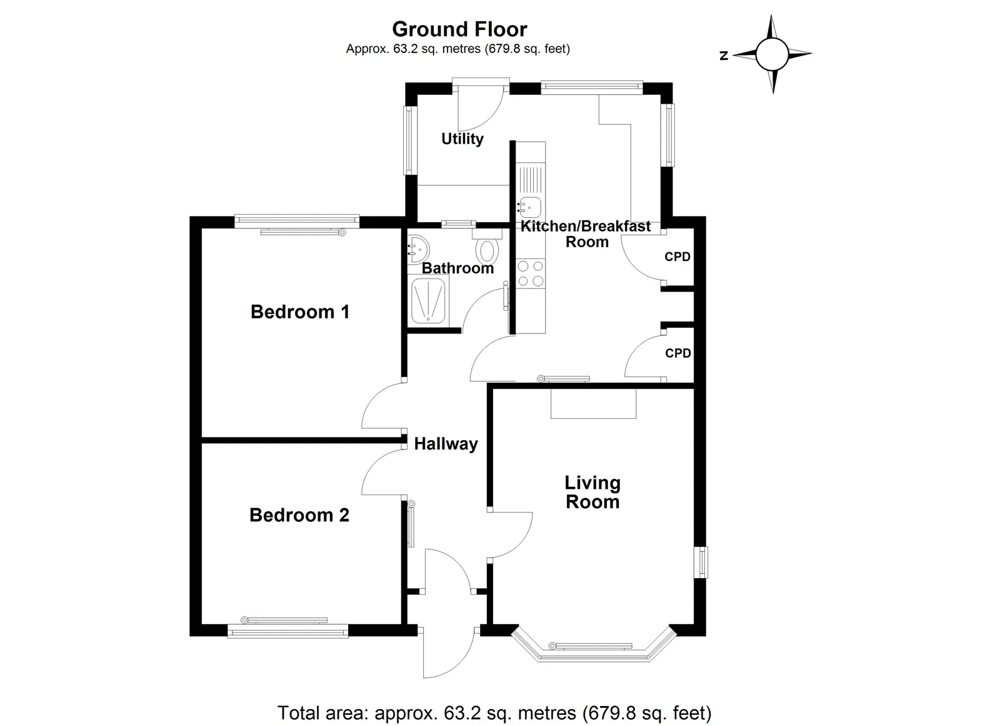 Ground Floor
Approx. 63.2 sq. metres (679.8 sq. feet)
N
Utility
Kitchen/Breakfast
Room
CPD
Bathroom
Bedroom 1
CPD
Hallway
Living
Room
Bedroom 2
Total area: approx. 63.2 sq. metres (679.8 sq. feet)